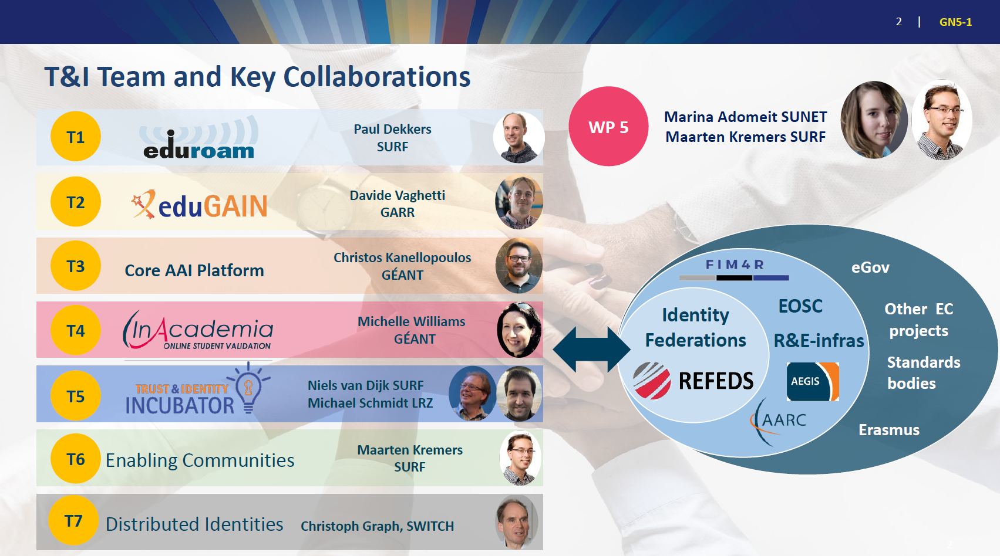 2 | GN5-1
T&I Team and Key Collaborations
T1
eduroam
Paul Dekkers
SURF
T2
eduGAIN
Davide Vaghetti
GARR
T3
Core AAI Platform
Christos Kanellopoulos
GÉANT
T4
InAcademia
ONLINE STUDENT VALIDATION
Michelle Williams
GÉANT
T5
TRUST & IDENTITY
INCUBATOR
Niels van Dijk SURF
Michael Schmidt LRZ
T6
Enabling Communities
Maarten Kremers
SURF
T7
Distributed Identities
Christoph Graph, SWITCH
WP 5
Marina Adomeit SUNET
Maarten Kremers SURF
FIM4R
Identity
Federations
REFEDS
EOSC
R&E-infras
AEGIS
AARC
eGov
Other EC
projects
Standards
bodies
Erasmus
2